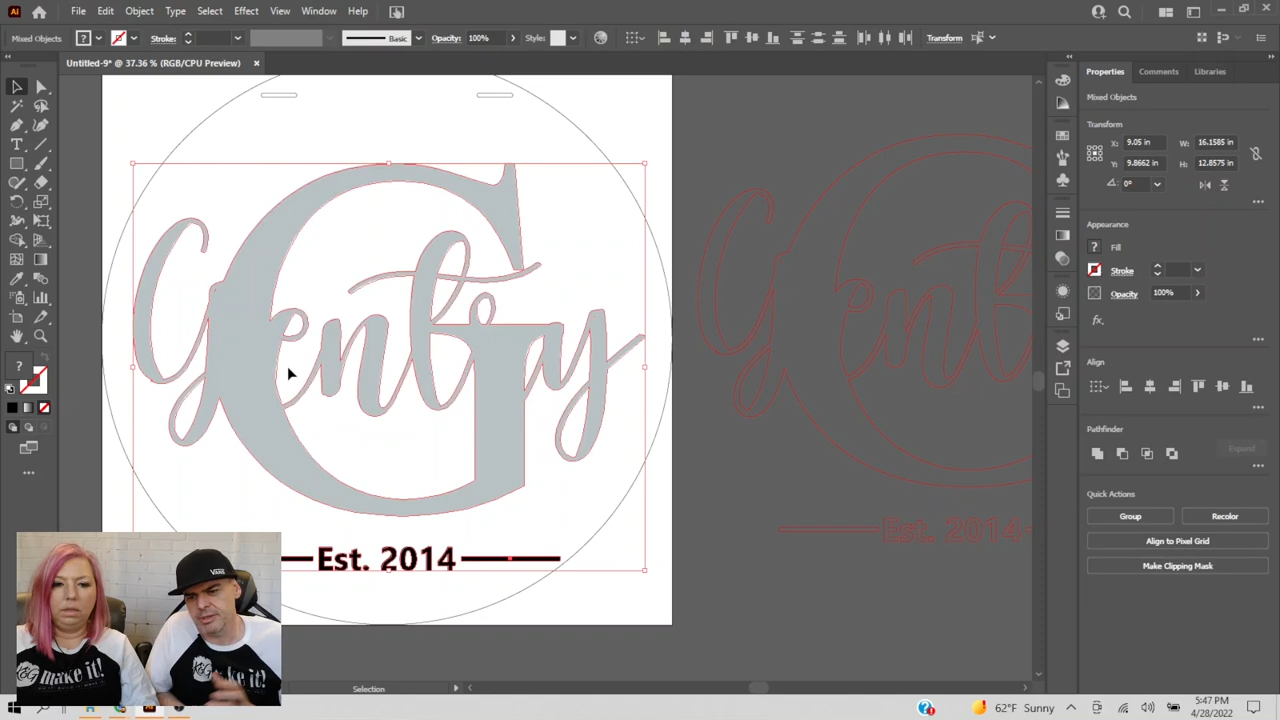 Ai File Edit Object Type Select Effect View Window Help
Mixed Objects ? Stroke: Basic Opacity: 100% Style: Transform
Untitled-9* @ 37.36 % (RGB/CPU Preview)
Properties Comments Libraries
Mixed Objects
Transform
X: 9.05 in W: 16.1585 in
Y: 9.8662 in H: 12.8575 in
0°
Appearance
? Fill
Stroke
Opacity 100%
fx.
Align
Pathfinder
Expand
Quick Actions
Group Recolor
Align to Pixel Grid
Make Clipping Mask
G
Gentry
Est. 2014
Est. 2014
VANS
make it!
make it!
Selection
62°F Sunny
5:47 PM
4/28/2022